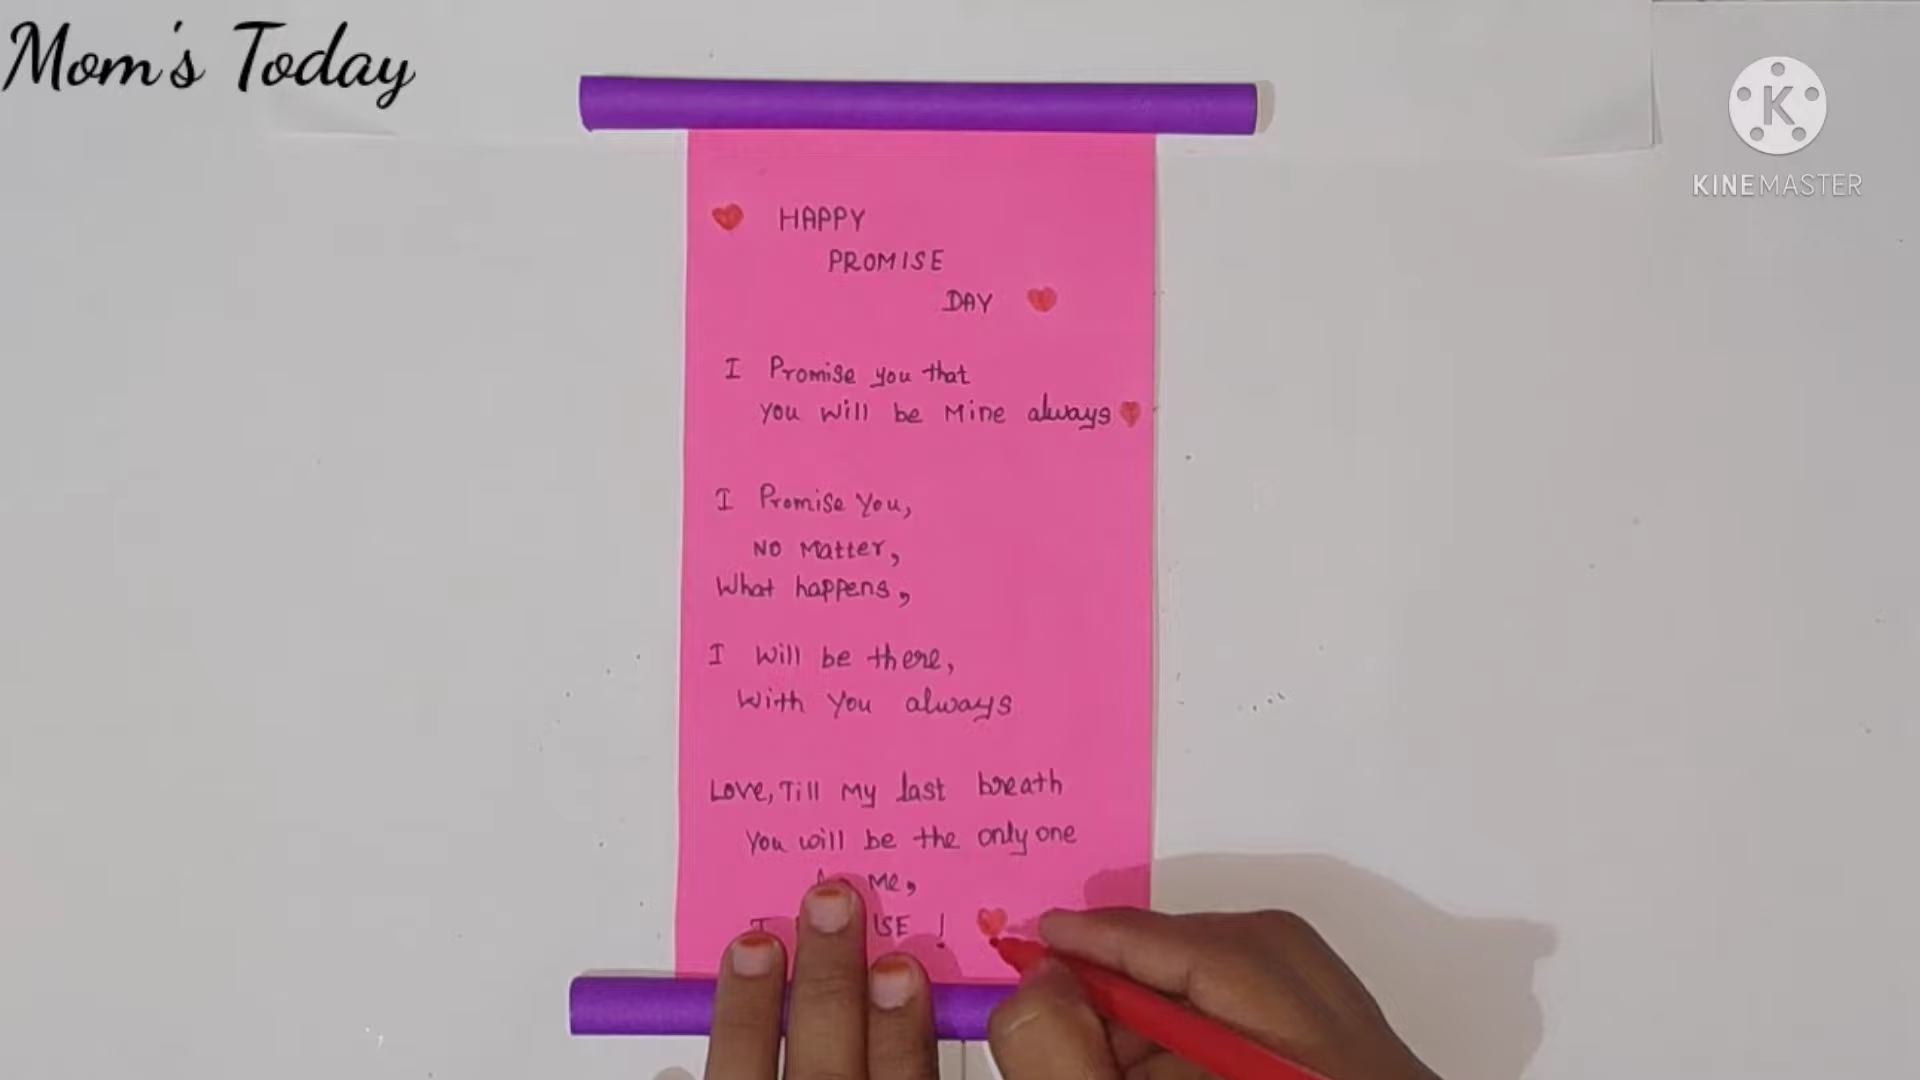 Mom's Today
KINEMASTER
HAPPY
PROMISE
DAY
I Promise you that
you will be Mine always
I Promise You,
No Matter,
What happens,
I will be there,
With You always
Love, Till My last breath
You will be the only one
Me,
I !